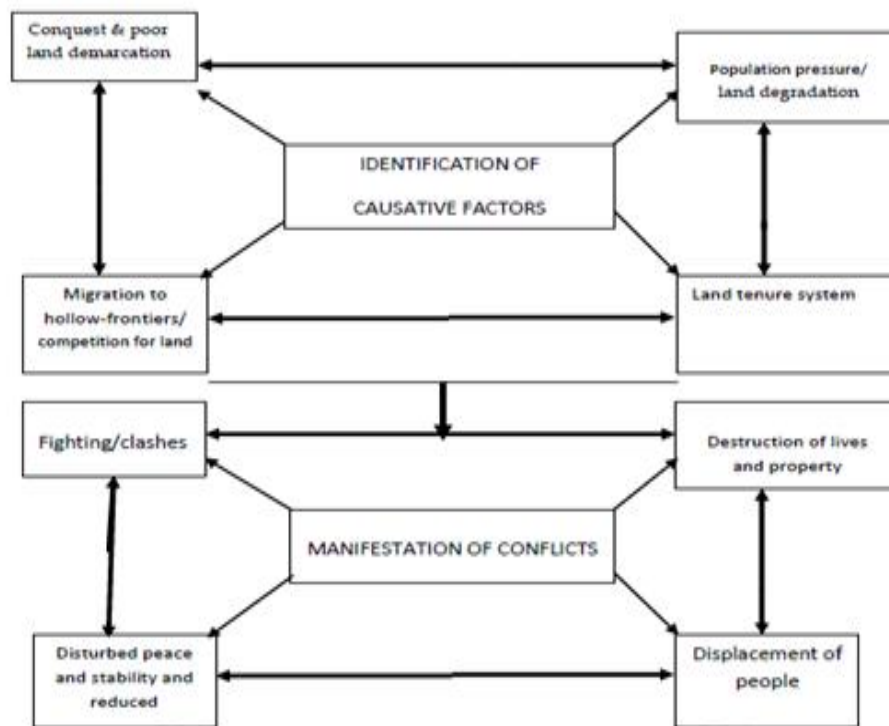 Conquest & poor
land demarcation
Population pressure/
land degradation
IDENTIFICATION OF
CAUSATIVE FACTORS
Migration to
hollow-frontiers/
competition for land
Land tenure system
Fighting/clashes
Destruction of lives
and property
MANIFESTATION OF CONFLICTS
Disturbed peace
and stability and
reduced
Displacement of
people